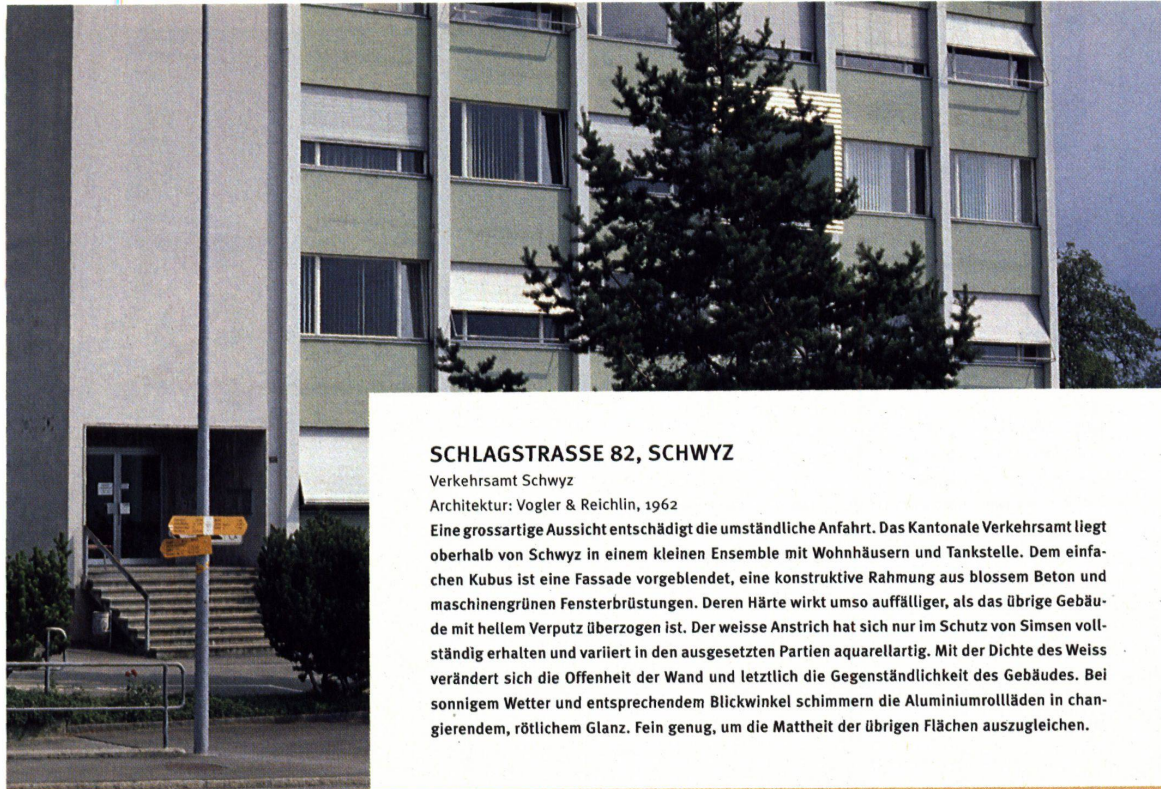 SCHLAGSTRASSE 82, SCHWYZ
Verkehrsamt Schwyz
Architektur: Vogler & Reichlin, 1962
Eine grossartige Aussicht entschädigt die umständliche Anfahrt. Das Kantonale Verkehrsamt liegt
oberhalb von Schwyz in einem kleinen Ensemble mit Wohnhäusern und Tankstelle. Dem einfa-
chen Kubus ist eine Fassade vorgeblendet, eine konstruktive Rahmung aus blossem Beton und
maschinengrünen Fensterbrüstungen. Deren Härte wirkt umso auffälliger, als das übrige Gebäu-
de mit hellem Verputz überzogen ist. Der weisse Anstrich hat sich nur im Schutz von Simsen voll-
ständig erhalten und variiert in den ausgesetzten Partien aquarellartig. Mit der Dichte des Weiss
verändert sich die Offenheit der Wand und letztlich die Gegenständlichkeit des Gebäudes. Bei
sonnigem Wetter und entsprechendem Blickwinkel schimmern die Aluminiumrollläden in chan-
gierendem, rötlichem Glanz. Fein genug, um die Mattheit der übrigen Flächen auszugleichen.